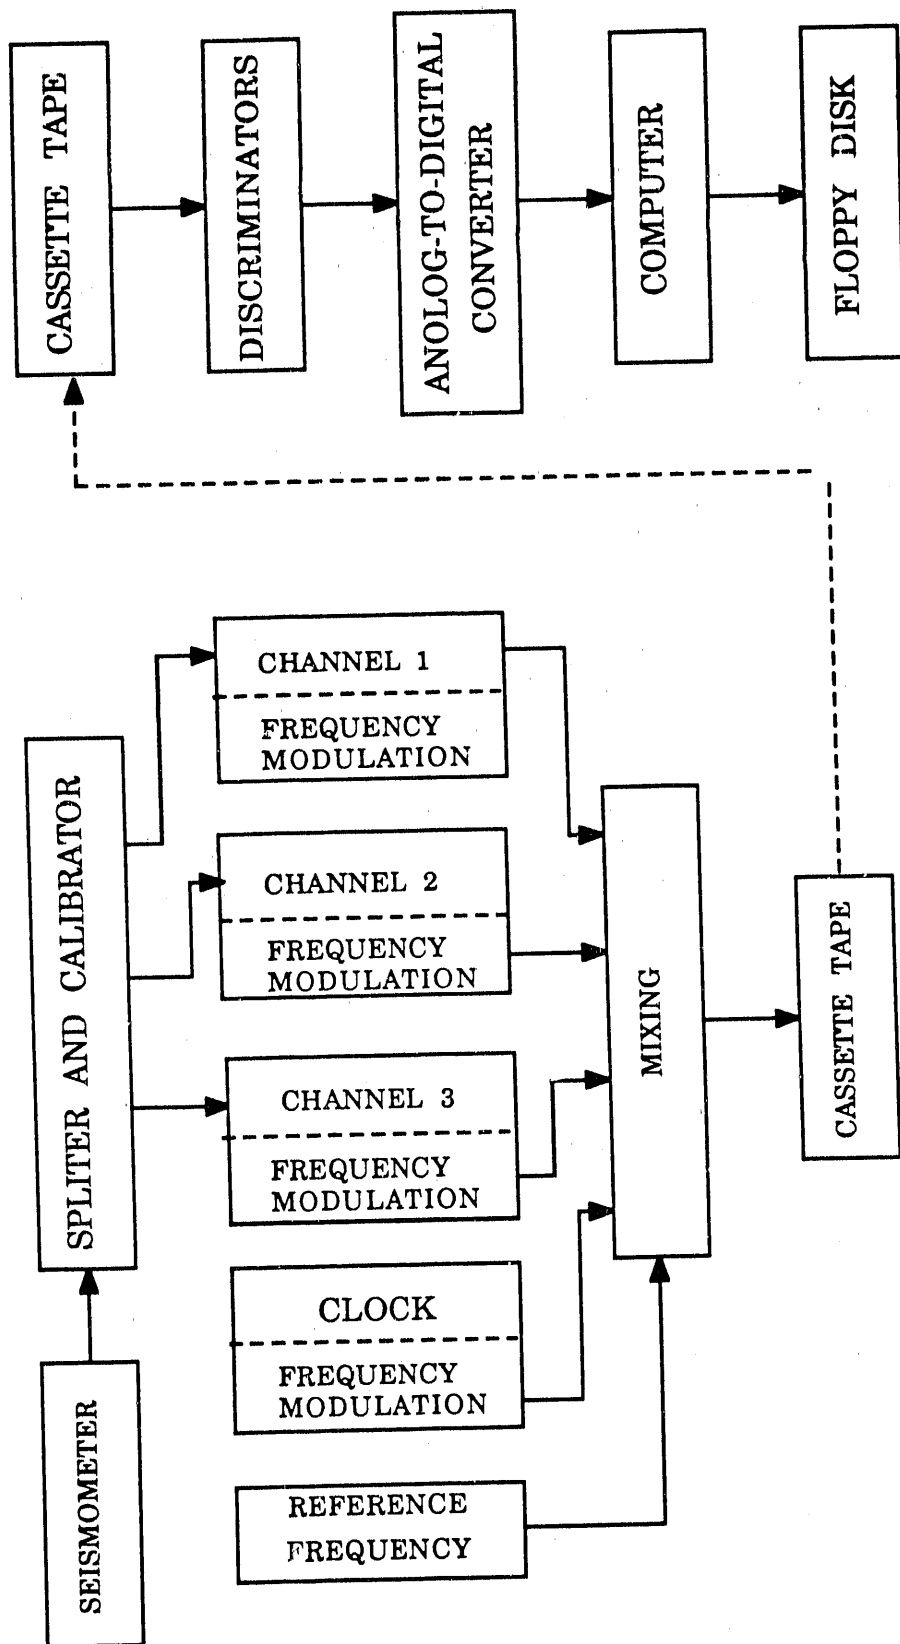 SEISMOMETER
SPLITER AND CALIBRATOR
CHANNEL 1
FREQUENCY
MODULATION
CHANNEL 2
FREQUENCY
MODULATION
CHANNEL 3
FREQUENCY
MODULATION
CLOCK
FREQUENCY
MODULATION
REFERENCE
FREQUENCY
MIXING
CASSETTE TAPE
CASSETTE TAPE
DISCRIMINATORS
ANOLOG-TO-DIGITAL
CONVERTER
COMPUTER
FLOPPY DISK